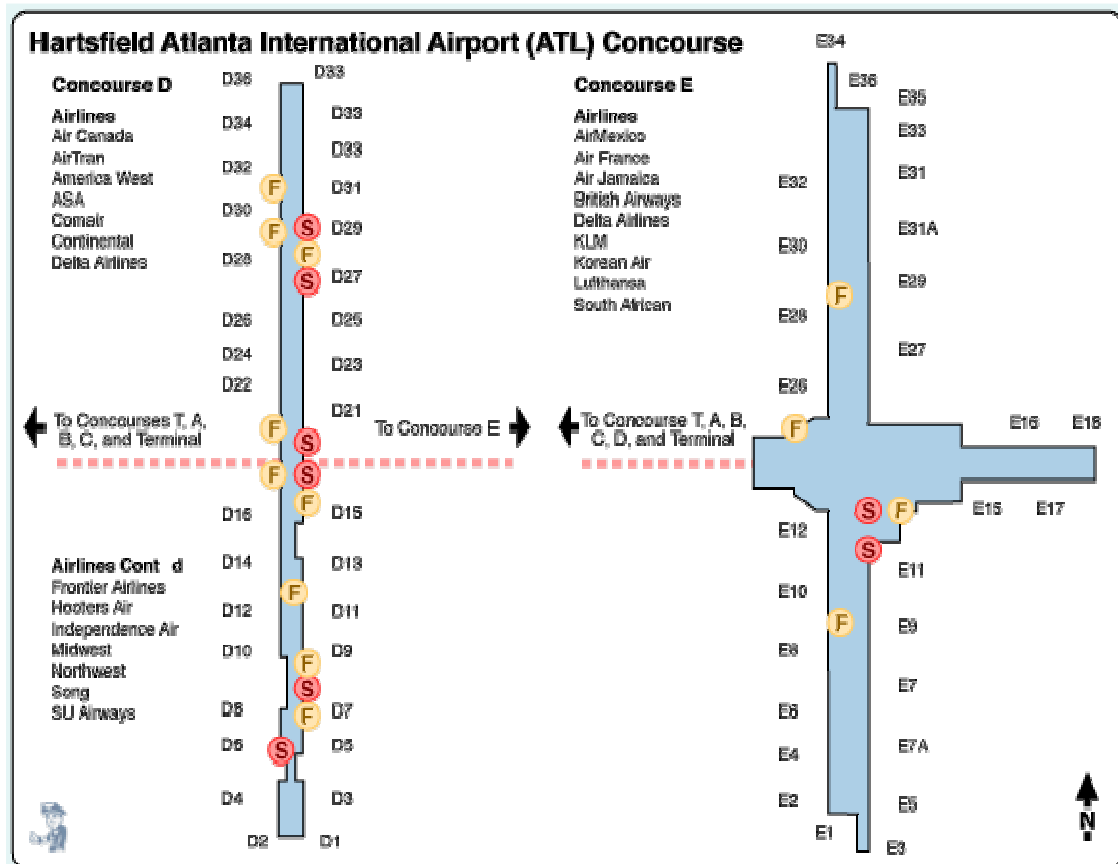 Hartsfield Atlanta International Airport (ATL) Concourse
Concourse D
Airlines
Air Canada
AirTran
America West
ASA
Comair
Continental
Delta Airlines
D36
D33
D34
D33
D33
D32
D31
F
D30
S
D29
F
F
D28
S
D27
D26
D25
D24
D23
D22
D21
To Concourses T, A,
B, C, and Terminal
F
S
To Concourse E
F
S
F
D16
D15
Airlines Cont d
Frontier Airlines
Hooters Air
Independence Air
Midwest
Northwest
Song
SU Airways
D14
D13
F
D12
D11
D10
D9
F
S
D8
F
D7
D6
S
D5
D4
D3
D2
D1
Concourse E
Airlines
AirMexico
Air France
Air Jamaica
British Airways
Delta Airlines
KLM
Korean Air
Lufthansa
South African
E34
E36
E35
E33
E32
E31
E30
E31A
F
E29
E28
E27
E26
To Concourse T, A, B,
C, D, and Terminal
F
E16
E18
S
F
E15
E17
E12
S
E11
E10
F
E9
E8
E7
E6
E4
E7A
E2
E5
E1
E3
N